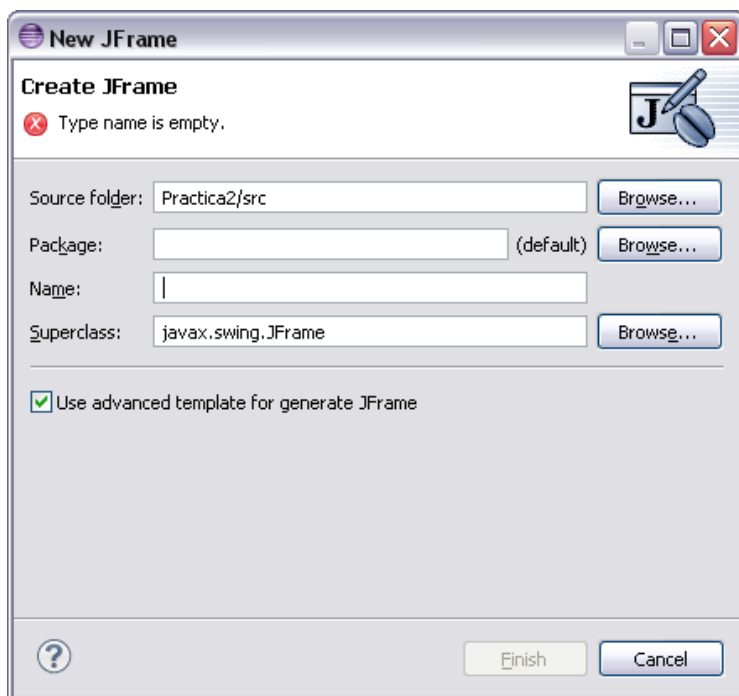 New JFrame
Create JFrame
Type name is empty.
J
Source folder: Practica2/src Browse...
Package: (default) Browse...
Name:
Superclass: javax.swing.JFrame Browse...
Use advanced template for generate JFrame
? Finish Cancel